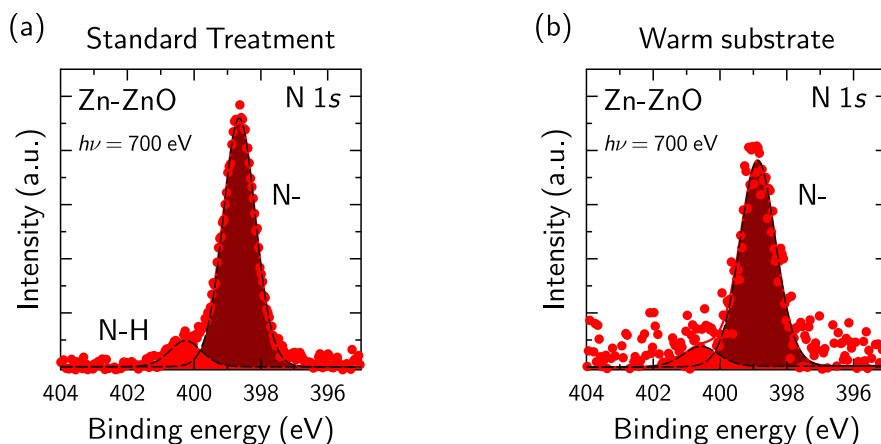 (a)
Standard Treatment
Zn-ZnO
N 1s
hν = 700 eV
N-
N-H
Intensity (a.u.)
404 402 400 398 396
Binding energy (eV)
(b)
Warm substrate
Zn-ZnO
N 1s
hν = 700 eV
N-
Intensity (a.u.)
404 402 400 398 396
Binding energy (eV)